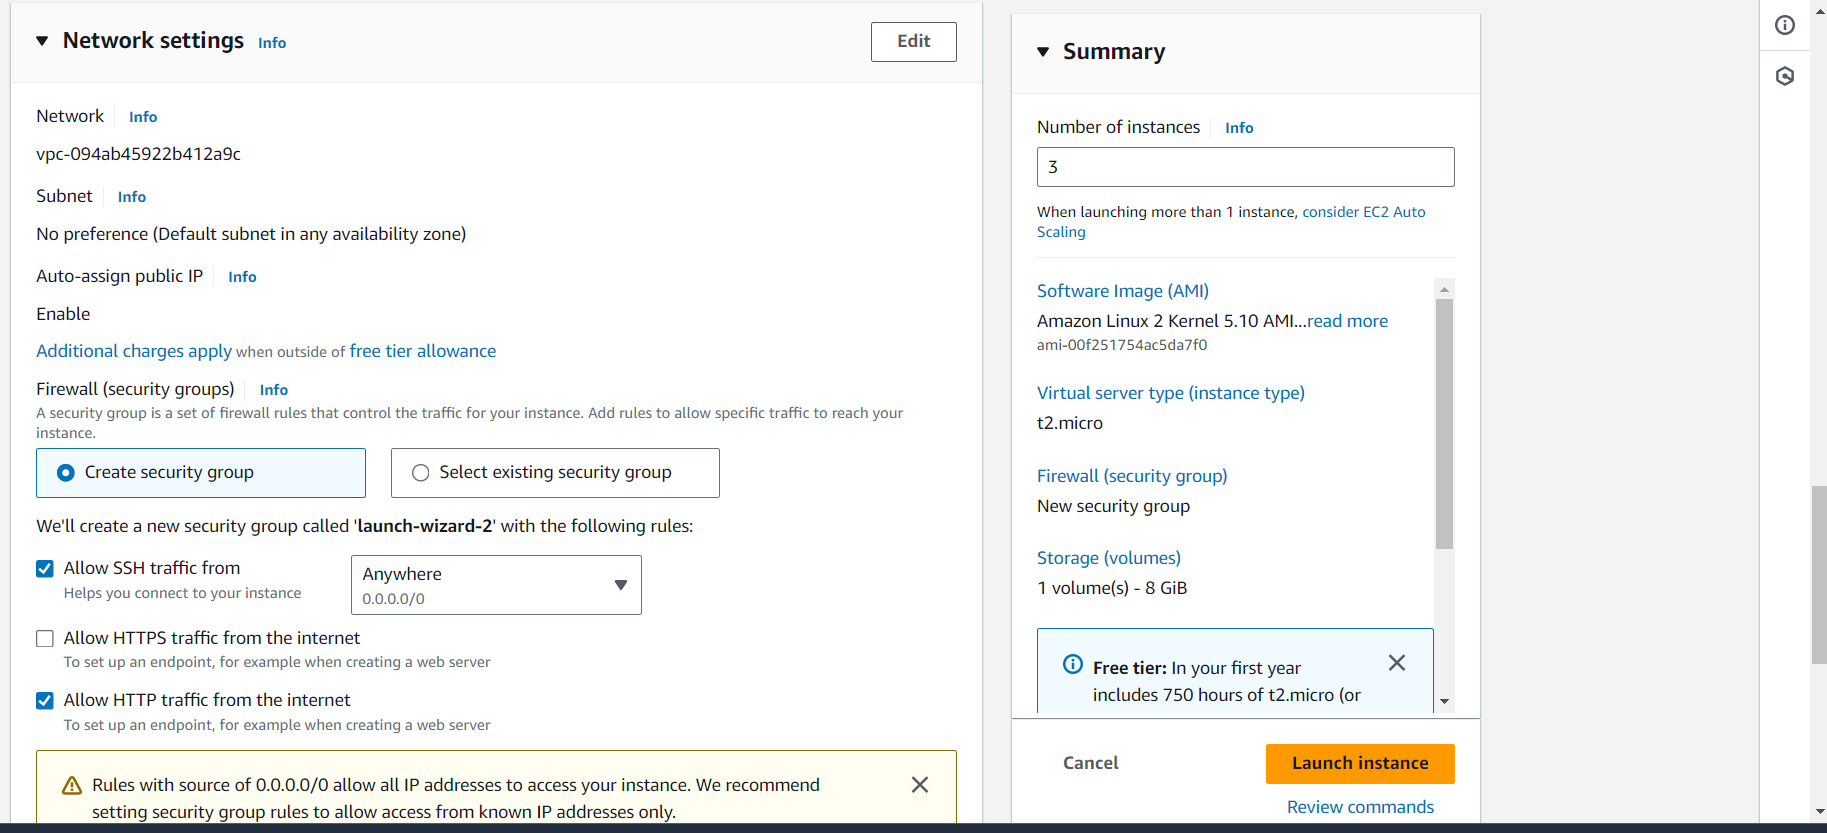 Network settings Info
Edit
Network Info
vpc-094ab45922b412a9c
Subnet Info
No preference (Default subnet in any availability zone)
Auto-assign public IP Info
Enable
Additional charges apply when outside of free tier allowance
Firewall (security groups) Info
A security group is a set of firewall rules that control the traffic for your instance. Add rules to allow specific traffic to reach your
instance.
Create security group
Select existing security group
We'll create a new security group called 'launch-wizard-2' with the following rules:
Allow SSH traffic from
Helps you connect to your instance
Anywhere
0.0.0.0/0
Allow HTTPS traffic from the internet
To set up an endpoint, for example when creating a web server
Allow HTTP traffic from the internet
To set up an endpoint, for example when creating a web server
Rules with source of 0.0.0.0/0 allow all IP addresses to access your instance. We recommend
setting security group rules to allow access from known IP addresses only.
Summary
Number of instances Info
3
When launching more than 1 instance, consider EC2 Auto
Scaling
Software Image (AMI)
Amazon Linux 2 Kernel 5.10 AMI...read more
ami-00f251754ac5da7f0
Virtual server type (instance type)
t2.micro
Firewall (security group)
New security group
Storage (volumes)
1 volume(s) - 8 GiB
Free tier: In your first year
includes 750 hours of t2.micro (or
Cancel
Launch instance
Review commands